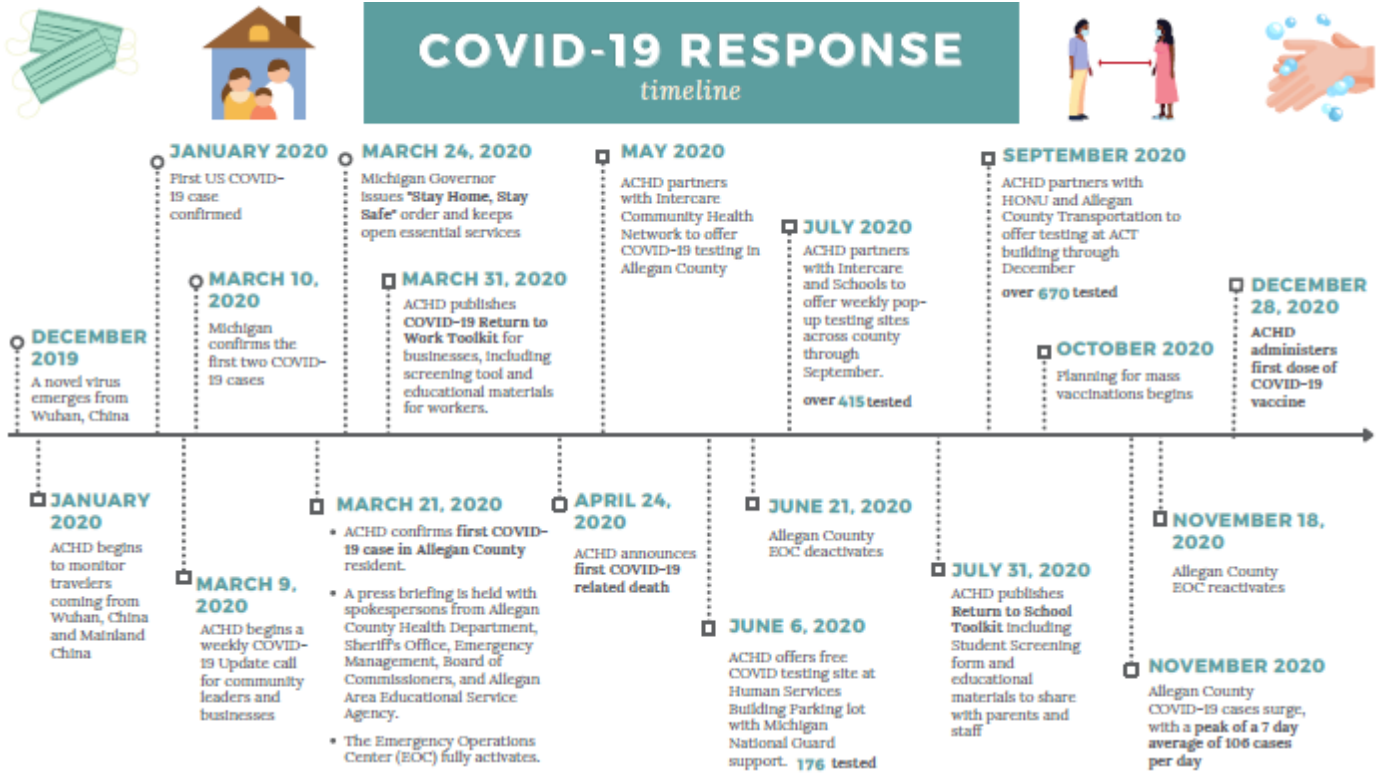 COVID-19 RESPONSE
timeline
DECEMBER
2019
A novel virus
emerges from
Wuhan, China
JANUARY 2020
First US COVID-
19 case
confirmed
MARCH 10,
2020
Michigan
confirms the
first two COVID-
19 cases
MARCH 24, 2020
Michigan Governor
issues "Stay Home, Stay
Safe" order and keeps
open essential services
MARCH 31, 2020
ACHD publishes
COVID-19 Return to
Work Toolkit for
businesses, including
screening tool and
educational materials
for workers.
MAY 2020
ACHD partners
with Intercare
Community Health
Network to offer
COVID-19 testing in
Allegan County
JULY 2020
ACHD partners
with Intercare
and Schools to
offer weekly pop-
up testing sites
across county
through
September.
over 415 tested
SEPTEMBER 2020
ACHD partners with
HONU and Allegan
County Transportation to
offer testing at ACT
building through
December
over 670 tested
OCTOBER 2020
Planning for mass
vaccinations begins
DECEMBER
28, 2020
ACHD
administers
first dose of
COVID-19
vaccine
JANUARY
2020
ACHD begins
to monitor
travelers
coming from
Wuhan, China
and Mainland
China
MARCH 9,
2020
ACHD begins a
weekly COVID-
19 Update call
for community
leaders and
businesses
MARCH 21, 2020
• ACHD confirms first COVID-
19 case in Allegan County
resident.
• A press briefing is held with
spokespersons from Allegan
County Health Department,
Sheriff's Office, Emergency
Management, Board of
Commissioners, and Allegan
Area Educational Service
Agency.
• The Emergency Operations
Center (EOC) fully activates.
APRIL 24,
2020
ACHD announces
first COVID-19
related death
JUNE 6, 2020
ACHD offers free
COVID testing site at
Human Services
Building Parking lot
with Michigan
National Guard
support. 176 tested
JUNE 21, 2020
Allegan County
EOC deactivates
JULY 31, 2020
ACHD publishes
Return to School
Toolkit including
Student Screening
form and
educational
materials to share
with parents and
staff
NOVEMBER 18,
2020
Allegan County
EOC reactivates
NOVEMBER 2020
Allegan County
COVID-19 cases surge,
with a peak of a 7 day
average of 106 cases
per day